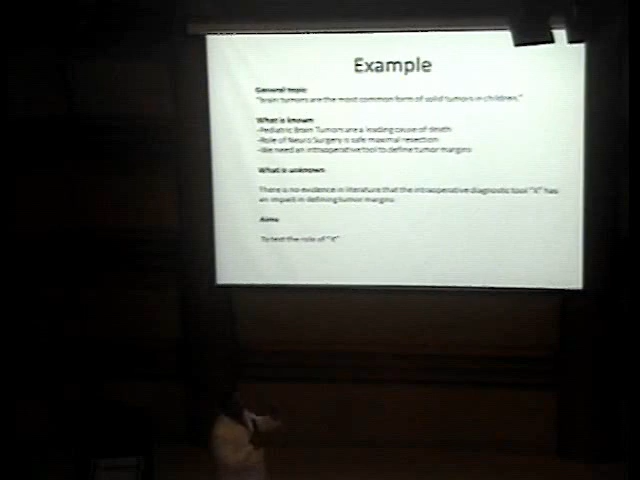 Example
General topic
"brain tumors are the most common form of solid tumors in children."
What is known
-Pediatric Brain Tumors are a leading cause of death
-Role of Neuro Surgery is safe maximal resection
-We need an intraoperative tool to define tumor margins
What is unknown
There is no evidence in literature that the intraoperative diagnostic tool "X" has
an impact in defining tumor margins
Aims
To test the role of "X"